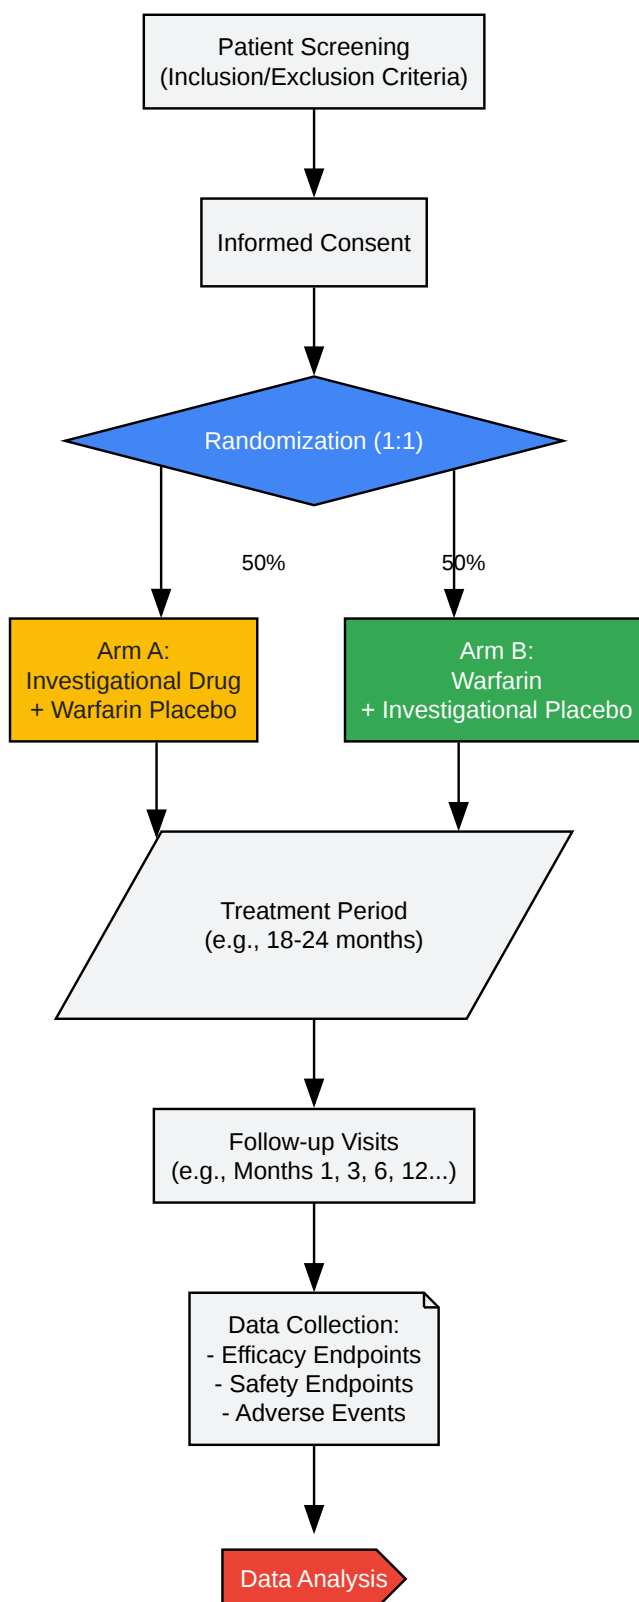 Patient Screening
(Inclusion/Exclusion Criteria)
Informed Consent
Randomization (1:1)
50%
50%
Arm A:
Investigational Drug
+ Warfarin Placebo
Arm B:
Warfarin
+ Investigational Placebo
Treatment Period
(e.g., 18-24 months)
Follow-up Visits
(e.g., Months 1, 3, 6, 12...)
Data Collection:
- Efficacy Endpoints
- Safety Endpoints
- Adverse Events
Data Analysis